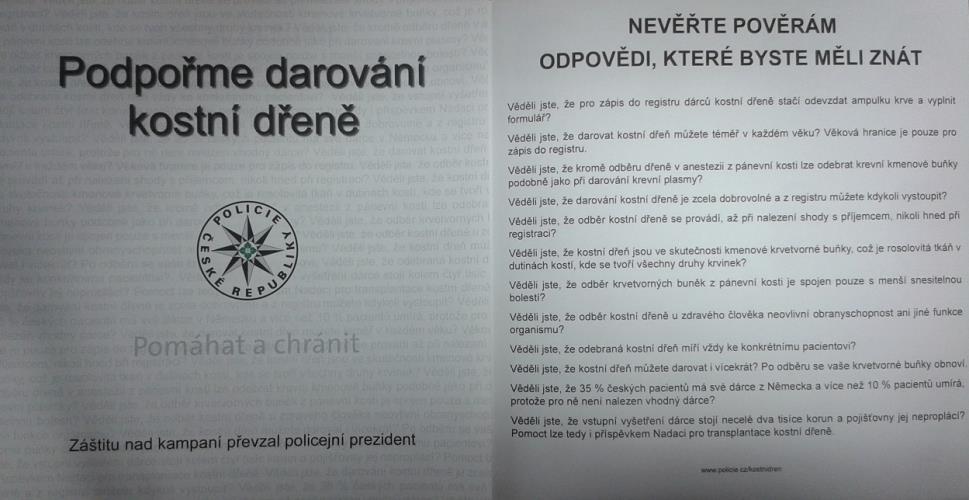 Podpořme darování
kostní dřeně
POLICIE
ČESKÉ REPUBLIKY
Pomáhat a chránit
Záštitu nad kampaní převzal policejní prezident
NEVĚŘTE POVĚRÁM
ODPOVĚDI, KTERÉ BYSTE MĚLI ZNÁT
Věděli jste, že pro zápis do registru dárců kostní dřeně stačí odevzdat ampulku krve a vyplnit
formulář?
Věděli jste, že darovat kostní dřeň můžete téměř v každém věku? Věková hranice je pouze pro
zápis do registru.
Věděli jste, že kromě odběru dřeně v anestezii z pánevní kosti lze odebrat krevní kmenové buňky
podobně jako při darování krevní plasmy?
Věděli jste, že darování kostní dřeně je zcela dobrovolné a z registru můžete kdykoli vystoupit?
Věděli jste, že odběr kostní dřeně se provádí, až při nalezení shody s příjemcem, nikoli hned při
registraci?
Věděli jste, že kostní dřeň jsou ve skutečnosti kmenové krvetvorné buňky, což je rosolovitá tkáň v
dutinách kostí, kde se tvoří všechny druhy krvinek?
Věděli jste, že odběr krvetvorných buněk z pánevní kosti je spojen pouze s menší snesitelnou
bolestí?
Věděli jste, že odběr kostní dřeně u zdravého člověka neovlivní obranyschopnost ani jiné funkce
organismu?
Věděli jste, že odebraná kostní dřeň míří vždy ke konkrétnímu pacientovi?
Věděli jste, že kostní dřeň můžete darovat i vícekrát? Po odběru se vaše krvetvorné buňky obnoví.
Věděli jste, že 35 % českých pacientů má své dárce z Německa a více než 10 % pacientů umírá,
protože pro ně není nalezen vhodný dárce?
Věděli jste, že vstupní vyšetření dárce stojí necelé dva tisíce korun a pojišťovny jej neproplácí?
Pomoct lze tedy i příspěvkem Nadaci pro transplantace kostní dřeně.
www.policie.cz/kostnidren